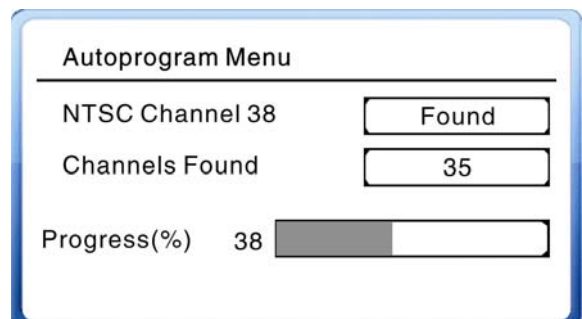 Autoprogram Menu
NTSC Channel 38 Found
Channels Found 35
Progress(%) 38